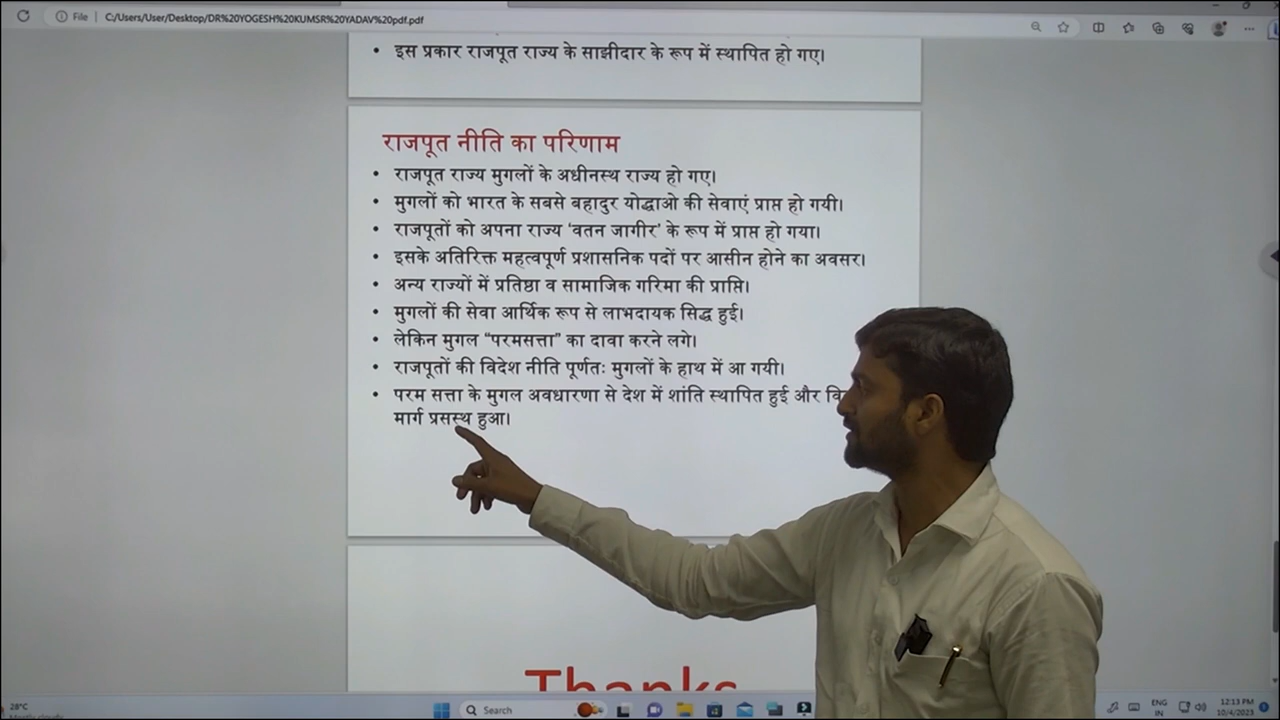 File C:/Users/User/Desktop/DR%20YOGESH%20KUMSR%20YADAV%20pdf.pdf
• इस प्रकार राजपूत राज्य के साझीदार के रूप में स्थापित हो गए।
राजपूत नीति का परिणाम
• राजपूत राज्य मुगलों के अधीनस्थ राज्य हो गए।
• मुगलों को भारत के सबसे बहादुर योद्धाओ की सेवाएं प्राप्त हो गयी।
• राजपूतों को अपना राज्य ‘वतन जागीर’ के रूप में प्राप्त हो गया।
• इसके अतिरिक्त महत्वपूर्ण प्रशासनिक पदों पर आसीन होने का अवसर।
• अन्य राज्यों में प्रतिष्ठा व सामाजिक गरिमा की प्राप्ति।
• मुगलों की सेवा आर्थिक रूप से लाभदायक सिद्ध हुई।
• लेकिन मुगल “परमसत्ता” का दावा करने लगे।
• राजपूतों की विदेश नीति पूर्णतः मुगलों के हाथ में आ गयी।
• परम सत्ता के मुगल अवधारणा से देश में शांति स्थापित हुई और
मार्ग प्रसस्थ हुआ।
Thanks
28°C
Mostly cloudy
Search
ENG
IN
12:13 PM
10/4/2023